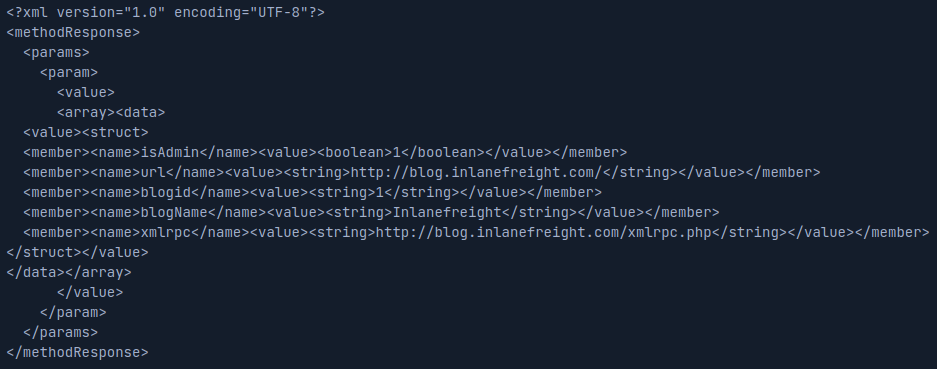 <?xml version="1.0" encoding="UTF-8"?>
<methodResponse>
  <params>
    <param>
      <value>
      <array><data>
  <value><struct>
  <member><name>isAdmin</name><value><boolean>1</boolean></value></member>
  <member><name>url</name><value><string>http://blog.inlanefreight.com/</string></value></member>
  <member><name>blogid</name><value><string>1</string></value></member>
  <member><name>blogName</name><value><string>Inlanefreight</string></value></member>
  <member><name>xmlrpc</name><value><string>http://blog.inlanefreight.com/xmlrpc.php</string></value></member>
</struct></value>
</data></array>
      </value>
    </param>
  </params>
</methodResponse>